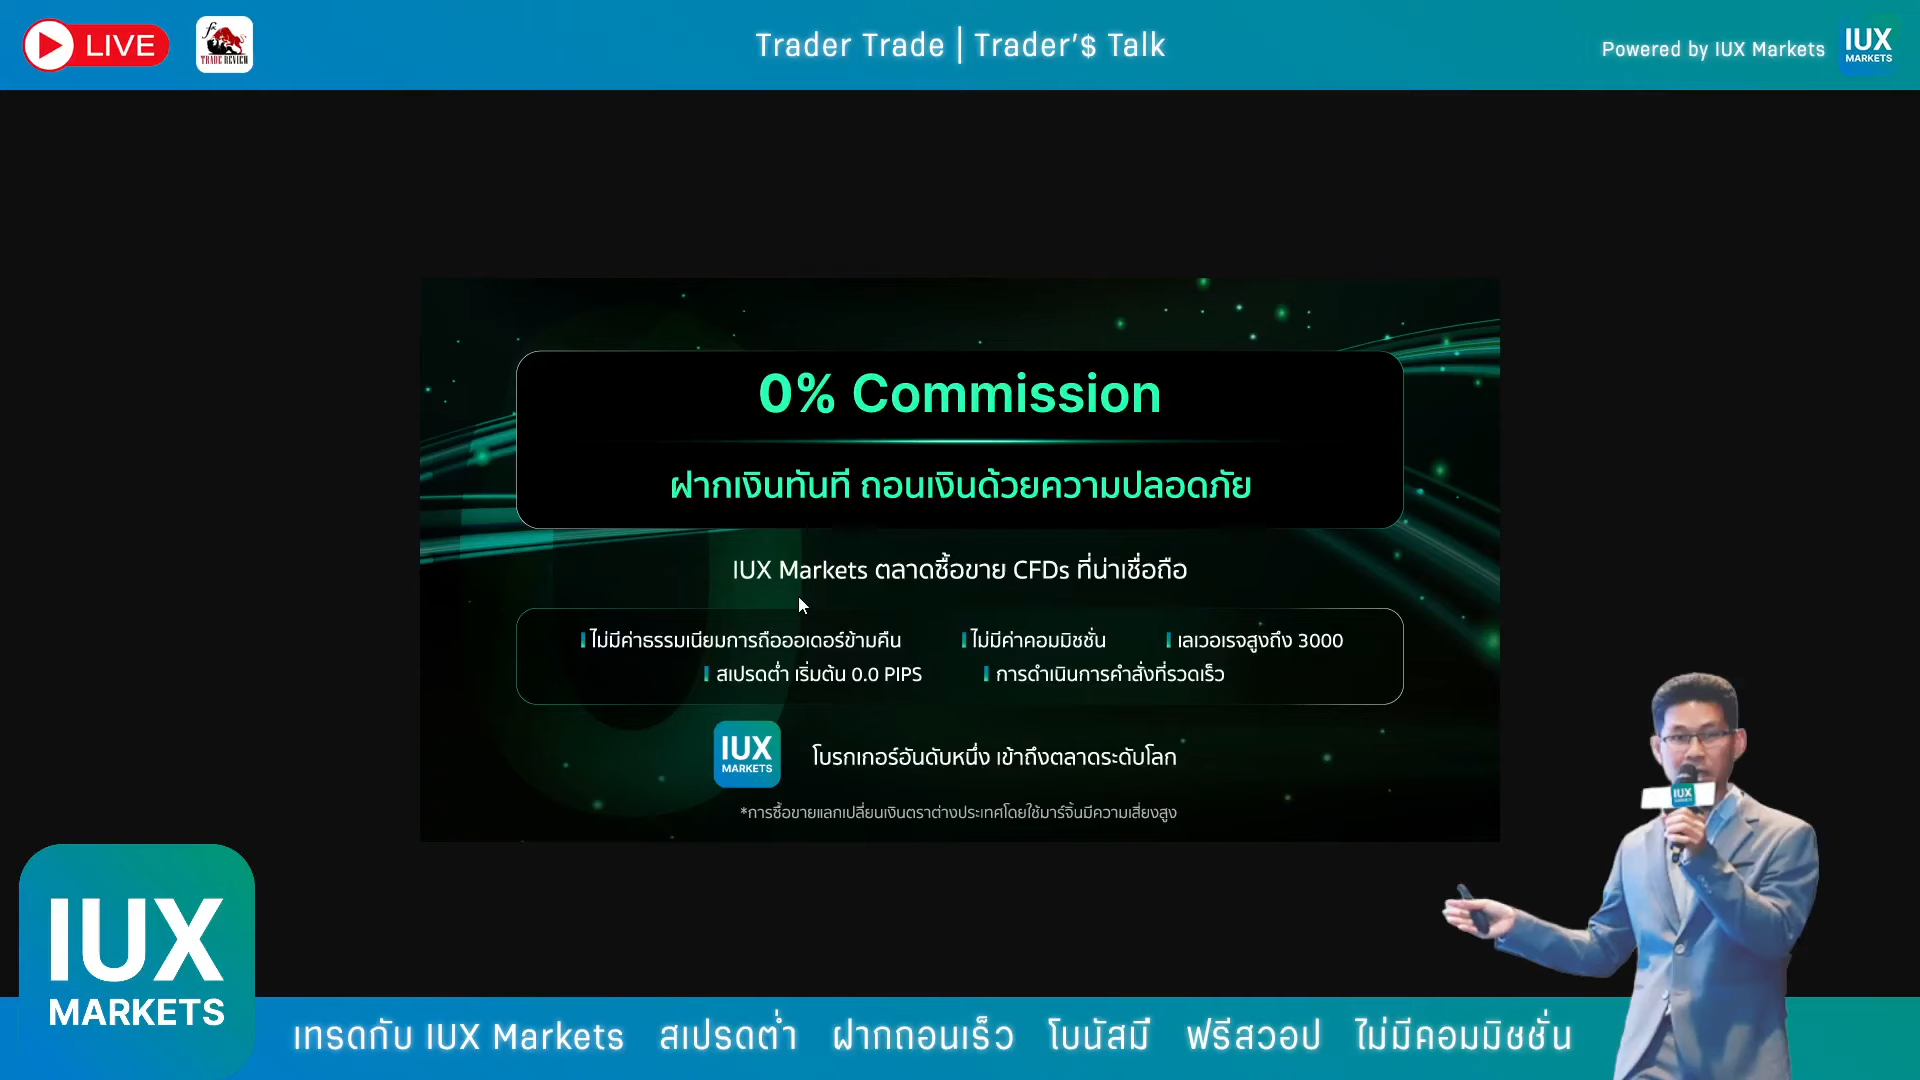 LIVE
fx
TRADE REVIEW
Trader Trade | Trader'$ Talk
Powered by IUX Markets
IUX
MARKETS
0% Commission
ฝากเงินทันที ถอนเงินด้วยความปลอดภัย
IUX Markets ตลาดซื้อขาย CFDs ที่น่าเชื่อถือ
ไม่มีค่าธรรมเนียมการถือออเดอร์ข้ามคืน ไม่มีค่าคอมมิชชั่น เลเวอเรจสูงถึง 3000
สเปรดต่ำ เริ่มต้น 0.0 PIPS การดำเนินการคำสั่งที่รวดเร็ว
IUX
MARKETS
โบรกเกอร์อันดับหนึ่ง เข้าถึงตลาดระดับโลก
*การซื้อขายแลกเปลี่ยนเงินตราต่างประเทศโดยใช้มาร์จิ้นมีความเสี่ยงสูง
IUX
IUX
MARKETS
เทรดกับ IUX Markets สเปรดต่ำ ฝากถอนเร็ว โบนัสมี ฟรีสวอป ไม่มีคอมมิชชั่น